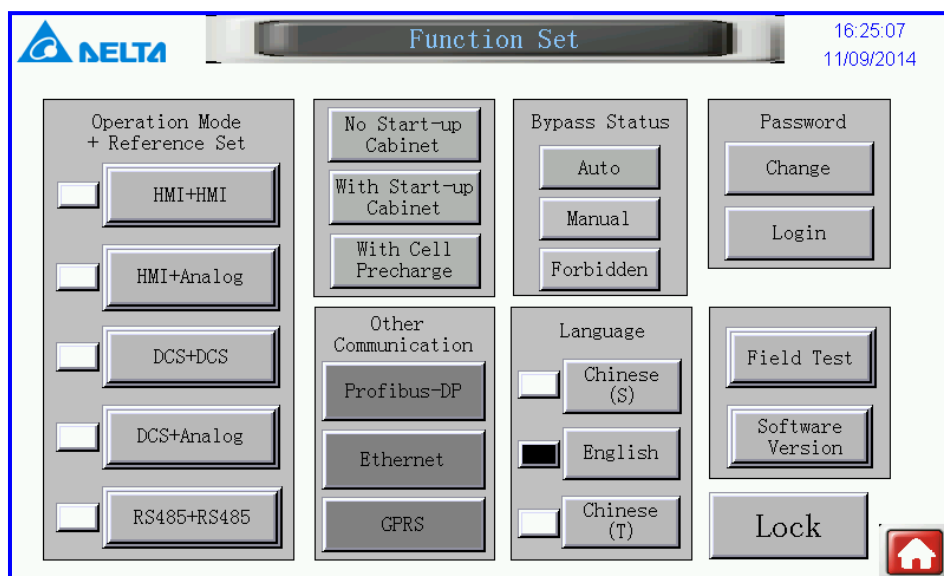 DELTA
Function Set
16:25:07
11/09/2014
Operation Mode
+ Reference Set
HMI+HMI
HMI+Analog
DCS+DCS
DCS+Analog
RS485+RS485
No Start-up
Cabinet
With Start-up
Cabinet
With Cell
Precharge
Bypass Status
Auto
Manual
Forbidden
Password
Change
Login
Other
Communication
Profibus-DP
Ethernet
GPRS
Language
Chinese
(S)
English
Chinese
(T)
Field Test
Software
Version
Lock